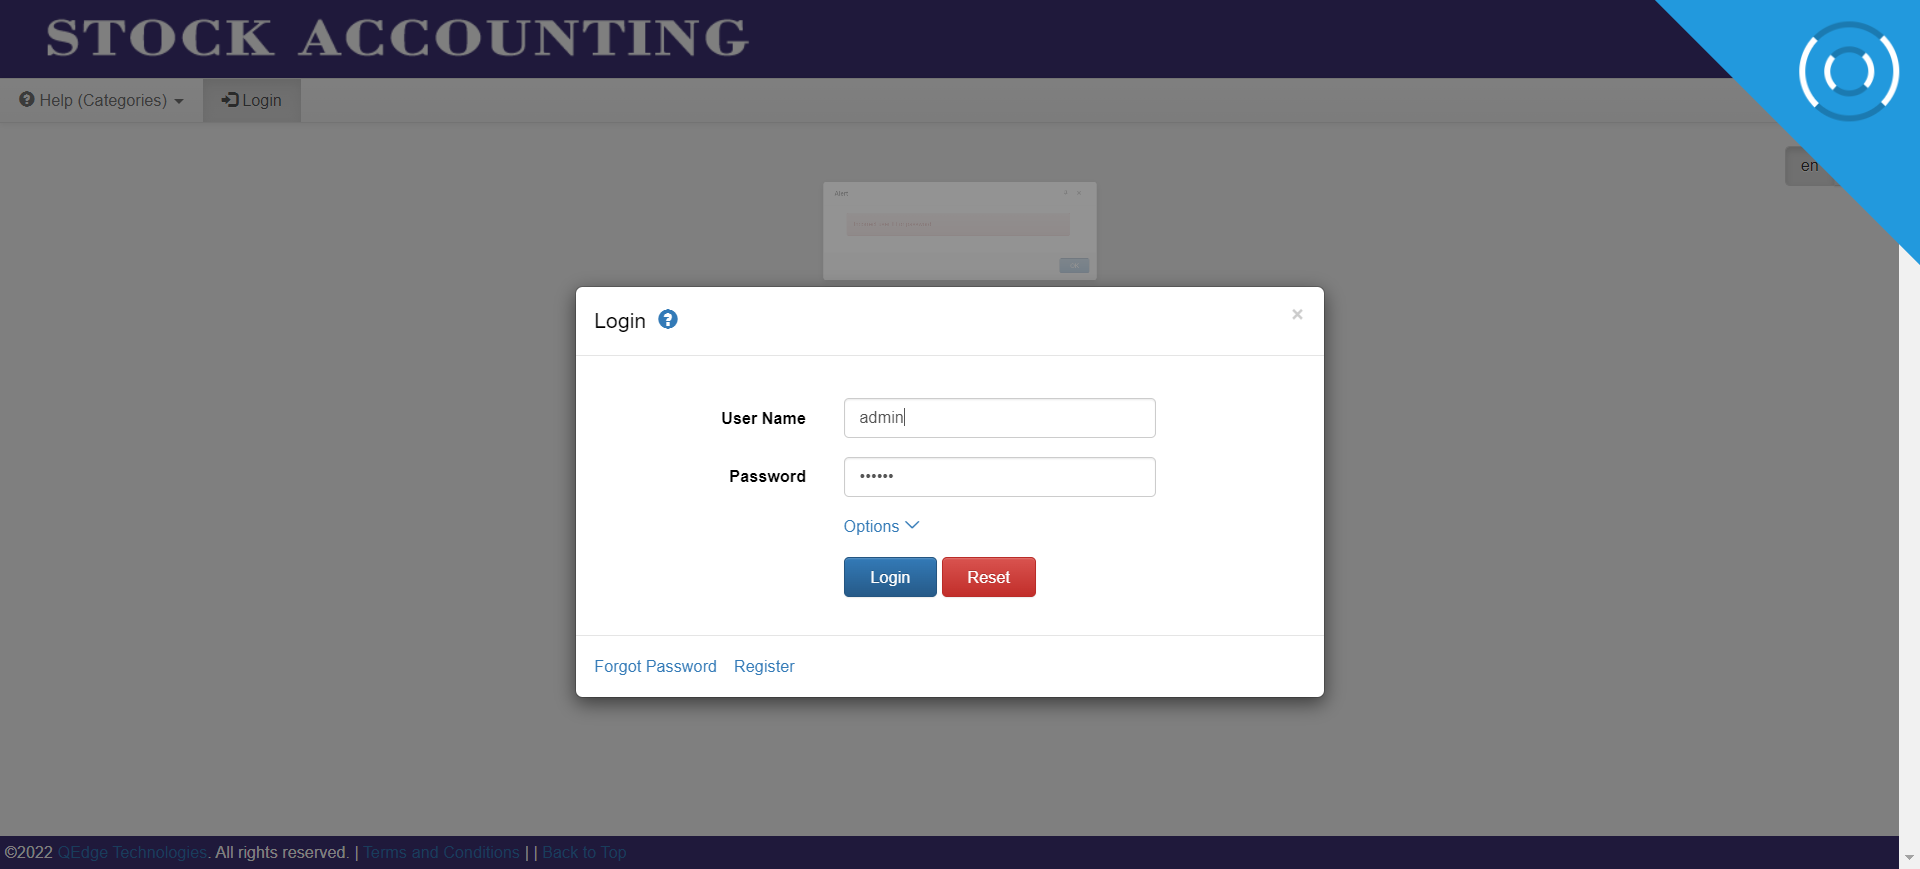 STOCK ACCOUNTING
Help (Categories) Login
en
Alert
Login ?
×
User Name admin
Password ••••••
Options
Login Reset
Forgot Password Register
©2022 QEdge Technologies. All rights reserved. | Terms and Conditions | | Back to Top